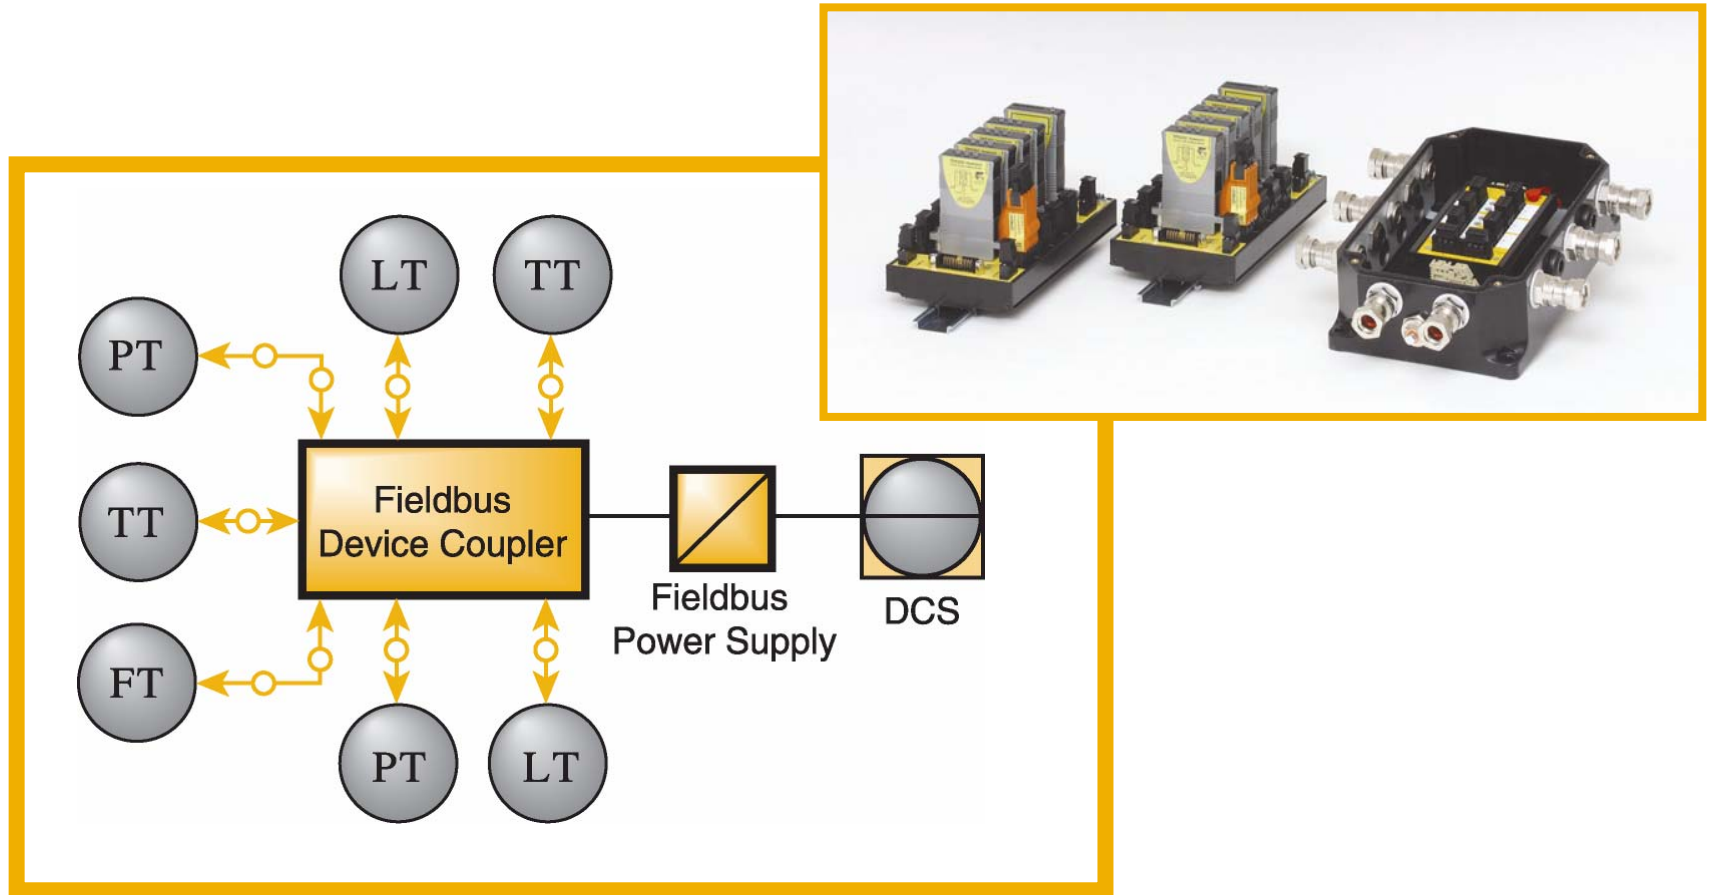 LT
TT
PT
TT
FT
PT
LT
Fieldbus
Device Coupler
Fieldbus
Power Supply
DCS